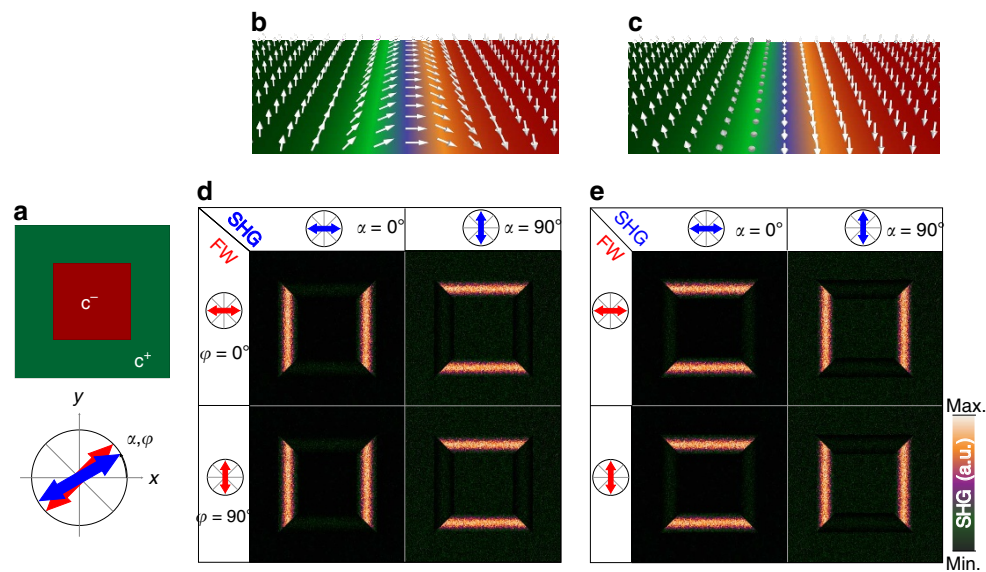 b
c
a
c⁻
c⁺
y
α,φ
x
d
SHG
FW
α = 0°
α = 90°
φ = 0°
φ = 90°
e
SHG
FW
α = 0°
α = 90°
Max.
SHG (a.u.)
Min.